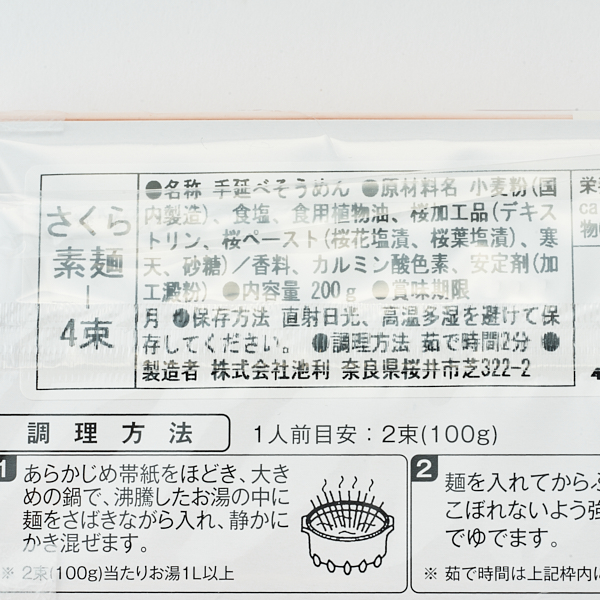 さくら
素麺
-
4束
●名称 手延べそうめん ●原材料名 小麦粉(国
内製造)、食塩、食用植物油、桜加工品(デキス
トリン、桜ペースト(桜花塩漬、桜葉塩漬)、寒
天、砂糖)/香料、カルミン酸色素、安定剤(加
工澱粉) ●内容量 200g ●賞味期限
月 ●保存方法 直射日光、高温多湿を避けて保
存してください。 ●調理方法 茹で時間2分 ●
製造者 株式会社池利 奈良県桜井市芝322-2
栄養
ca
物
調理方法 1人前目安:2束(100g)
1
あらかじめ帯紙をほどき、大き
めの鍋で、沸騰したお湯の中に
麺をさばきながら入れ、静かに
かき混ぜます。
※ 2束(100g)当たりお湯1L以上
2
麺を入れてからふ
こぼれないよう強
でゆでます。
※ 茹で時間は上記枠内に